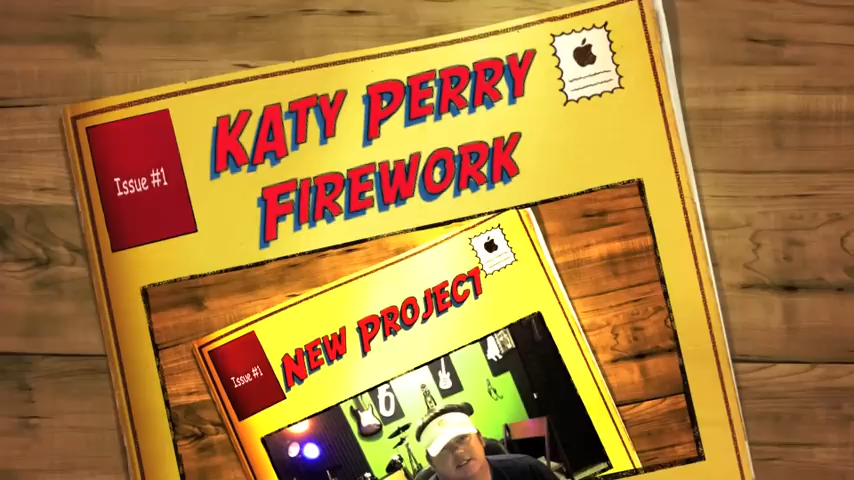 Issue #1
KATY PERRY
FIREWORK
Issue #1
NEW PROJECT